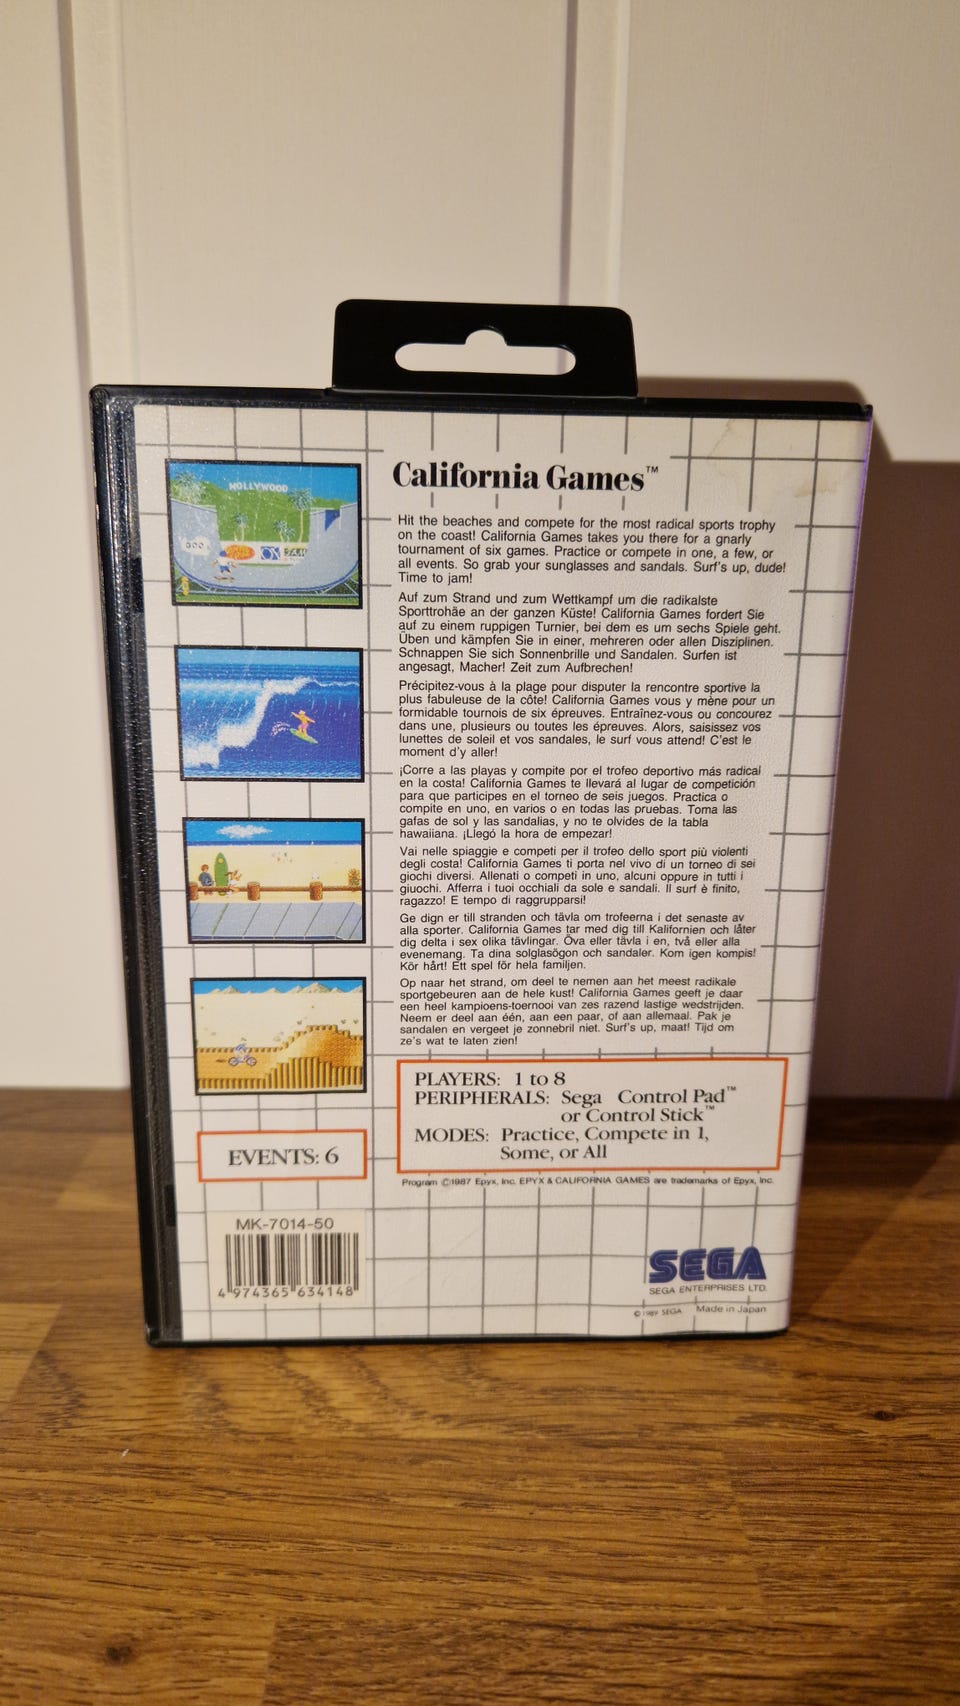 California Games™
Hit the beaches and compete for the most radical sports trophy
on the coast! California Games takes you there for a gnarly
tournament of six games. Practice or compete in one, a few, or
all events. So grab your sunglasses and sandals. Surf's up, dude!
Time to jam!
Auf zum Strand und zum Wettkampf um die radikalste
Sporttrohäe an der ganzen Küste! California Games fordert Sie
auf zu einem ruppigen Turnier, bei dem es um sechs Spiele geht.
Üben und kämpfen Sie in einer, mehreren oder allen Disziplinen.
Schnappen Sie sich Sonnenbrille und Sandalen. Surfen ist
angesagt, Macher! Zeit zum Aufbrechen!
Précipitez-vous à la plage pour disputer la rencontre sportive la
plus fabuleuse de la côte! California Games vous y mène pour un
formidable tournois de six épreuves. Entraînez-vous ou concourez
dans une, plusieurs ou toutes les épreuves. Alors, saisissez vos
lunettes de soleil et vos sandales, le surf vous attend! C'est le
moment d'y aller!
¡Corre a las playas y compite por el trofeo deportivo más radical
en la costa! California Games te llevará al lugar de competición
para que participes en el torneo de seis juegos. Practica o
compite en uno, en varios o en todas las pruebas. Toma las
gafas de sol y las sandalias, y no te olvides de la tabla
hawaiiana. ¡Llegó la hora de empezar!
Vai nelle spiaggie e competi per il trofeo dello sport più violenti
degli costa! California Games ti porta nel vivo di un torneo di sei
giochi diversi. Allenati o competi in uno, alcuni oppure in tutti i
giuochi. Afferra i tuoi occhiali da sole e sandali. Il surf è finito,
ragazzo! E tempo di raggrupparsi!
Ge dign er till stranden och tävla om trofeerna i det senaste av
alla sporter. California Games tar med dig till Kalifornien och låter
dig delta i sex olika tävlingar. Öva eller tävla i en, två eller alla
evenemang. Ta dina solglasögon och sandaler. Kom igen kompis!
Kör hårt! Ett spel för hela familjen.
Op naar het strand, om deel te nemen aan het meest radikale
sportgebeuren aan de hele kust! California Games geeft je daar
een heel kampioens-toernooi van zes razend lastige wedstrijden.
Neem er deel aan één, aan een paar, of aan allemaal. Pak je
sandalen en vergeet je zonnebril niet. Surf's up, maat! Tijd om
ze's wat te laten zien!
PLAYERS: 1 to 8
PERIPHERALS: Sega Control Pad™
or Control Stick™
MODES: Practice, Compete in 1,
Some, or All
Program ©1987 Epyx, Inc. EPYX & CALIFORNIA GAMES are trademarks of Epyx, Inc.
HOLLYWOOD
EVENTS: 6
MK-7014-50
4 974365 634148
SEGA
SEGA ENTERPRISES LTD.
©1989 SEGA Made in Japan